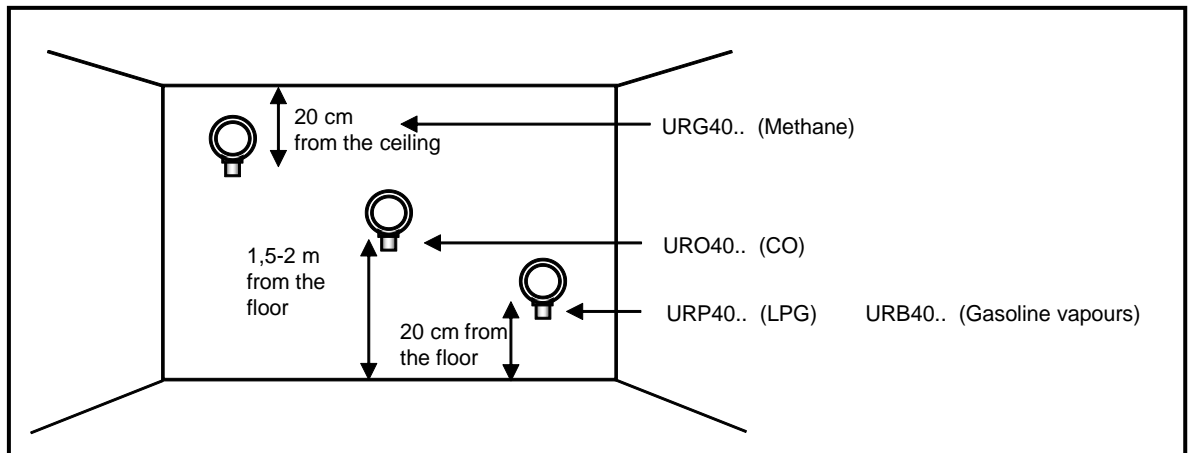 20 cm
from the ceiling
URG40.. (Methane)
1,5-2 m
from the
floor
URO40.. (CO)
20 cm from
the floor
URP40.. (LPG) URB40.. (Gasoline vapours)